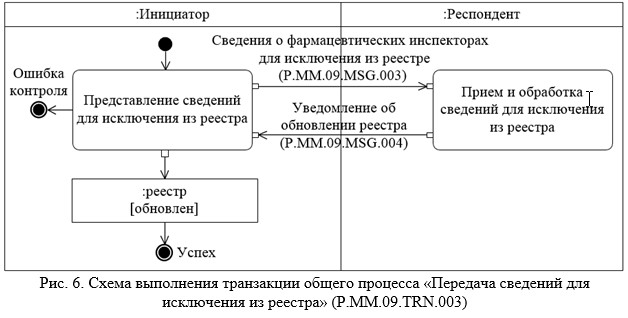 :Инициатор
:Респондент
Сведения о фармацевтических инспекторах
для исключения из реестре
(P.MM.09.MSG.003)
Ошибка
контроля
Представление сведений
для исключения из реестра
Прием и обработка
сведений для исключения
из реестра
Уведомление об
обновлении реестра
(P.MM.09.MSG.004)
:реестр
[обновлен]
Успех
Рис. 6. Схема выполнения транзакции общего процесса «Передача сведений для
исключения из реестра» (P.MM.09.TRN.003)